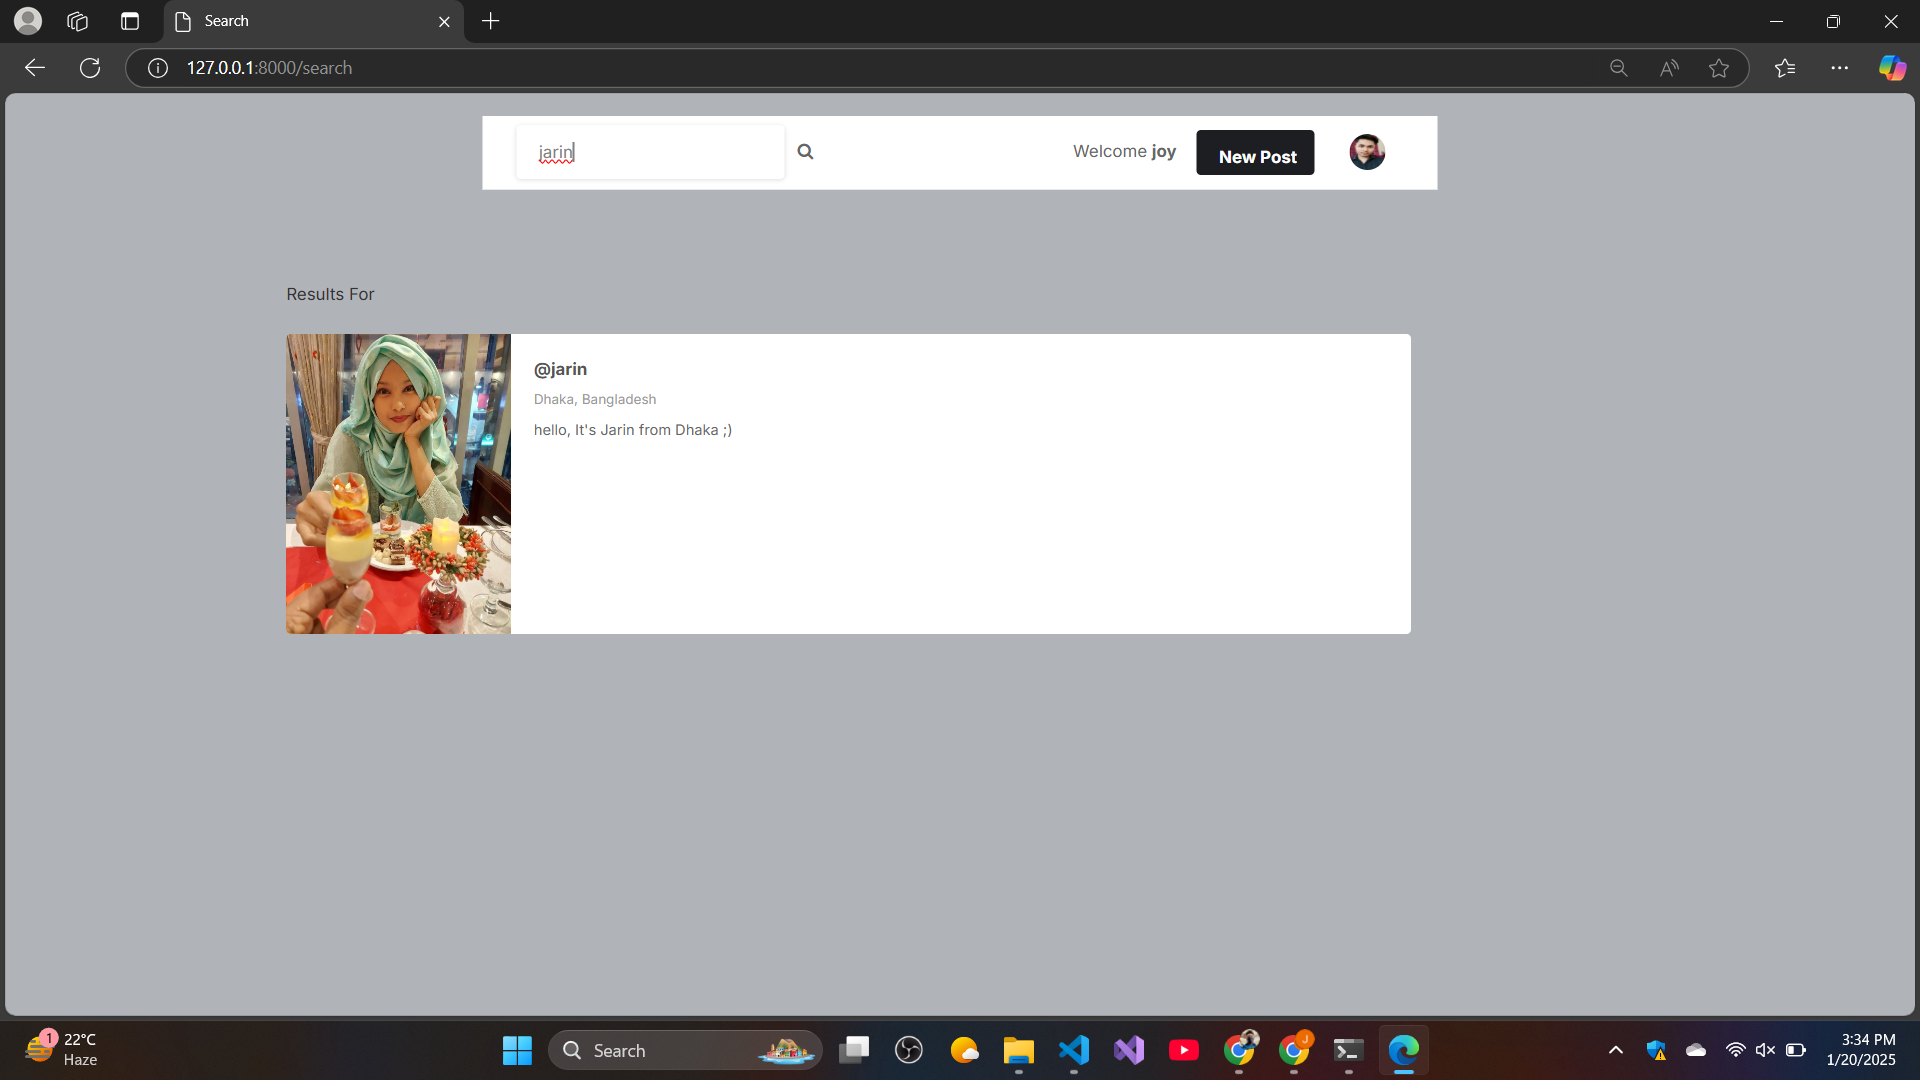 Search
127.0.0.1:8000/search
jarin
Welcome joy
New Post
Results For
@jarin
Dhaka, Bangladesh
hello, It's Jarin from Dhaka ;)
1
22°C
Haze
Search
J
3:34 PM
1/20/2025